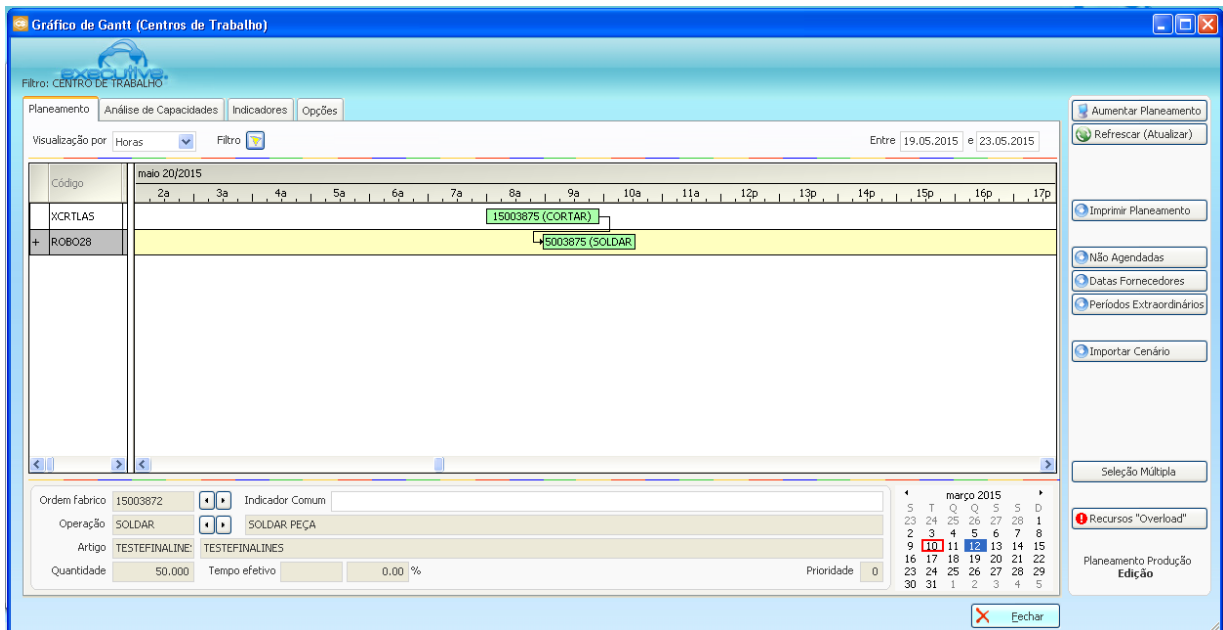 Gráfico de Gantt (Centros de Trabalho)
executive.
Filtro: CENTRO DE TRABALHO
Planeamento Análise de Capacidades Indicadores Opções
Visualização por Horas Filtro Entre 19.05.2015 e 23.05.2015
Código
maio 20/2015
2a 3a 4a 5a 6a 7a 8a 9a 10a 11a 12p 13p 14p 15p 16p 17p
XCRTLAS 15003875 (CORTAR)
+ ROBO28 5003875 (SOLDAR
Aumentar Planeamento
Refrescar (Atualizar)
Imprimir Planeamento
Não Agendadas
Datas Fornecedores
Períodos Extraordinários
Importar Cenário
Seleção Múltipla
Recursos "Overload"
Planeamento Produção
Edição
Ordem fabrico 15003872 Indicador Comum
Operação SOLDAR SOLDAR PEÇA
Artigo TESTEFINALINE: TESTEFINALINES
Quantidade 50.000 Tempo efetivo 0.00 % Prioridade 0
março 2015
S T Q Q S S D
23 24 25 26 27 28 1
2 3 4 5 6 7 8
9 10 11 12 13 14 15
16 17 18 19 20 21 22
23 24 25 26 27 28 29
30 31 1 2 3 4 5
Fechar